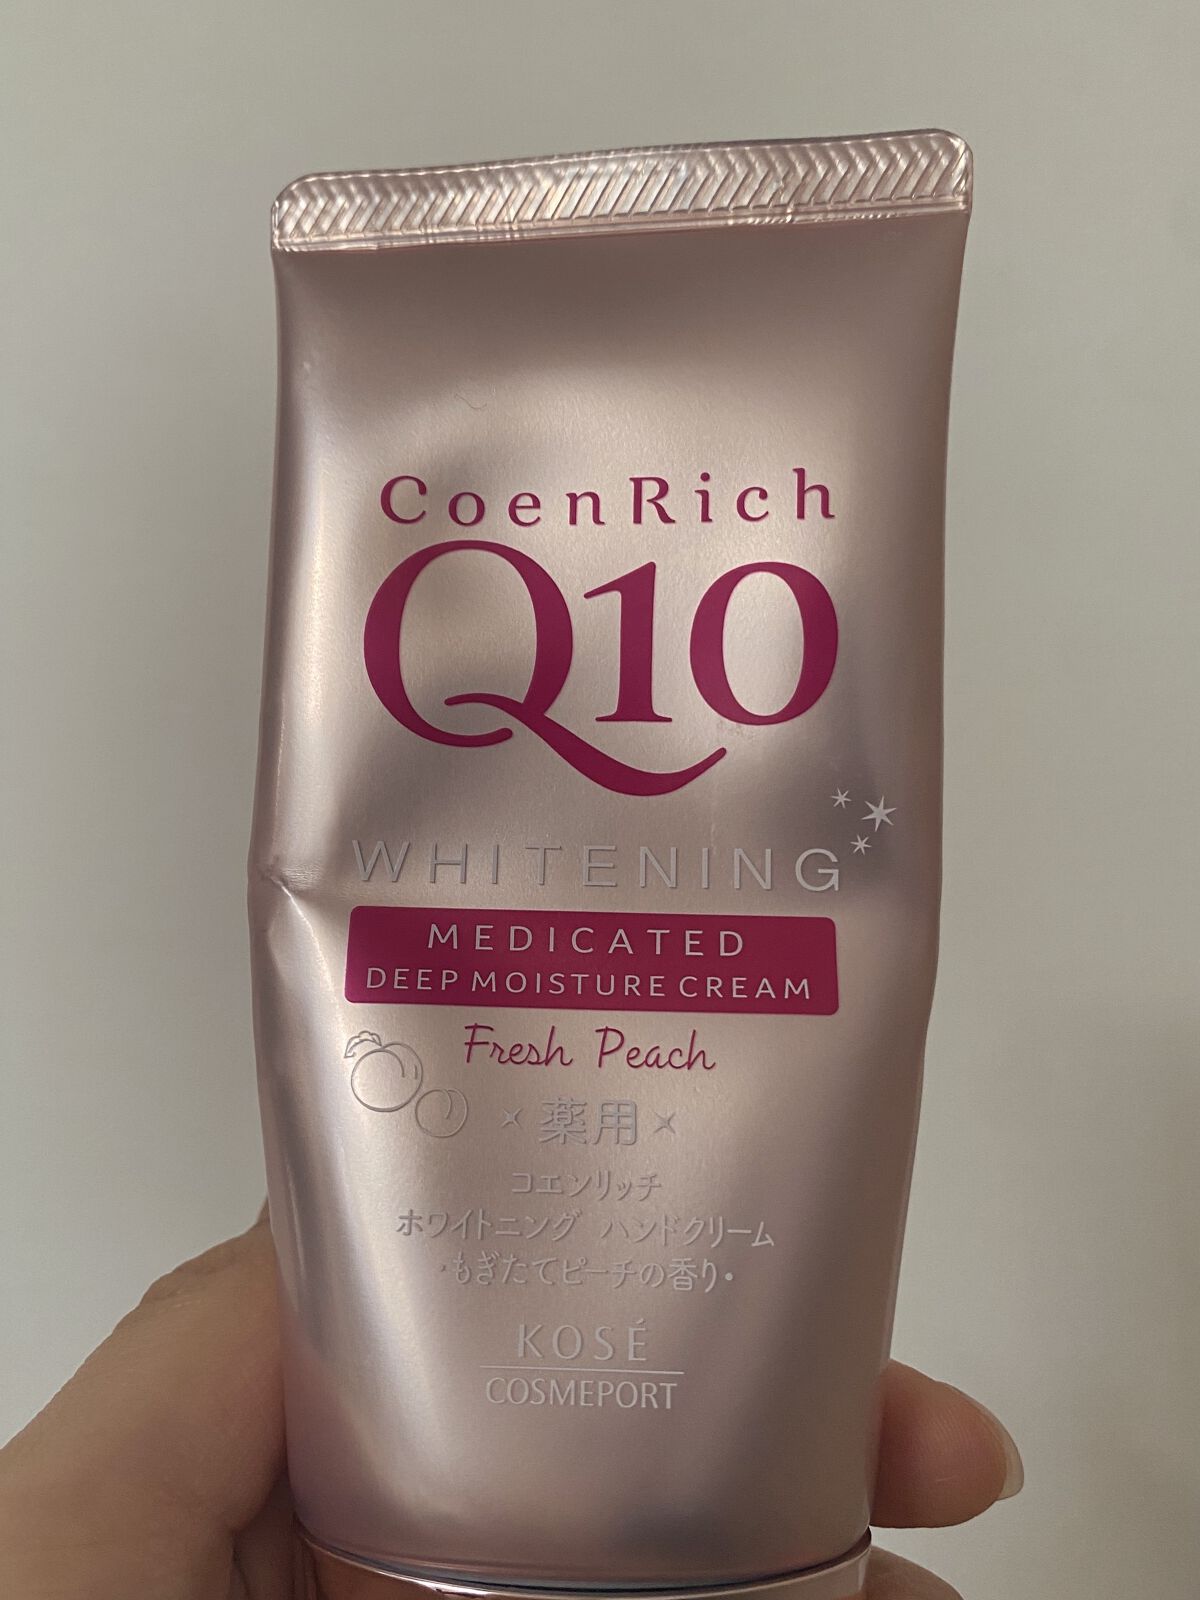 CoenRich
Q10
WHITENING
MEDICATED
DEEP MOISTURE CREAM
Fresh Peach
薬用
コエンリッチ
ホワイトニング ハンドクリーム
・もぎたてピーチの香り・
KOSÉ
COSMEPORT